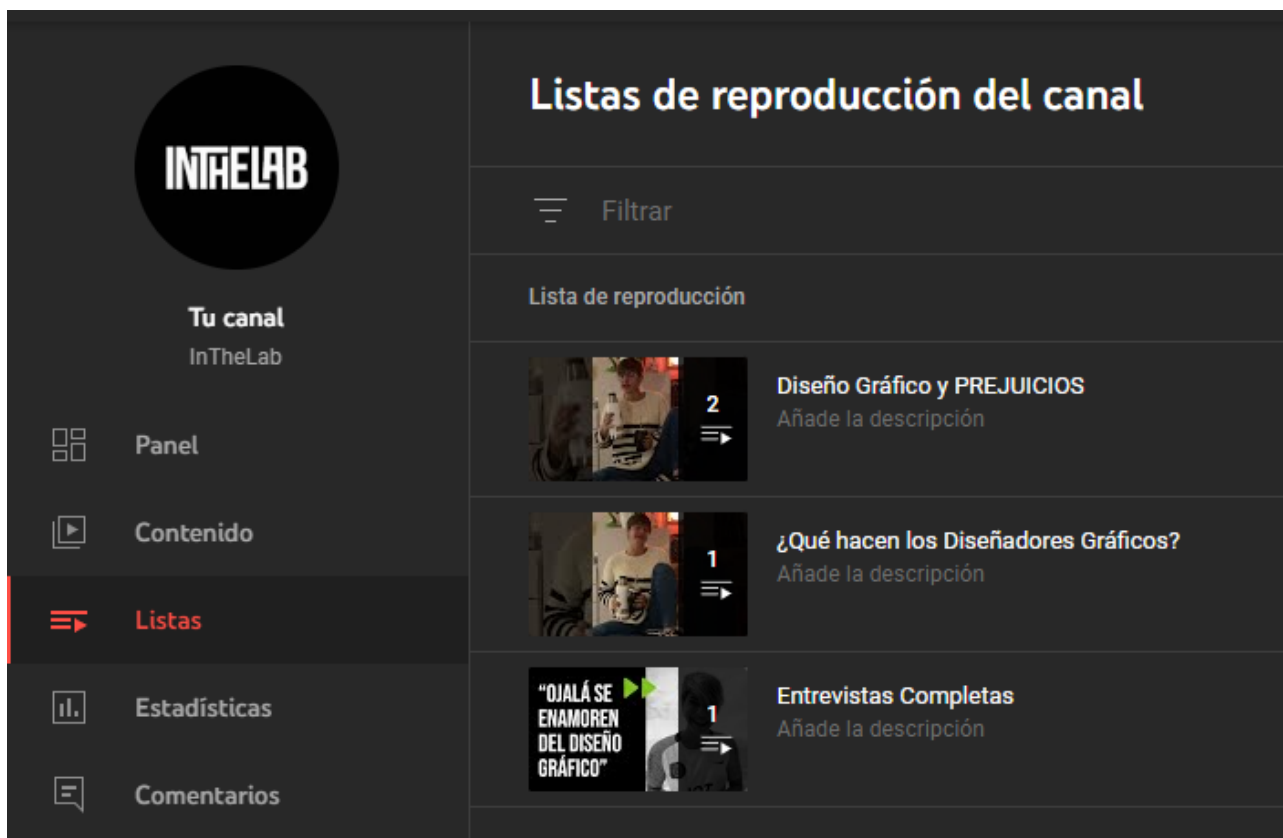 INTHELAB
Tu canal
InTheLab
Panel
Contenido
Listas
Estadísticas
Comentarios
Listas de reproducción del canal
Filtrar
Lista de reproducción
2
Diseño Gráfico y PREJUICIOS
Añade la descripción
1
¿Qué hacen los Diseñadores Gráficos?
Añade la descripción
“OJALÁ SE
ENAMOREN
DEL DISEÑO
GRÁFICO”
1
Entrevistas Completas
Añade la descripción